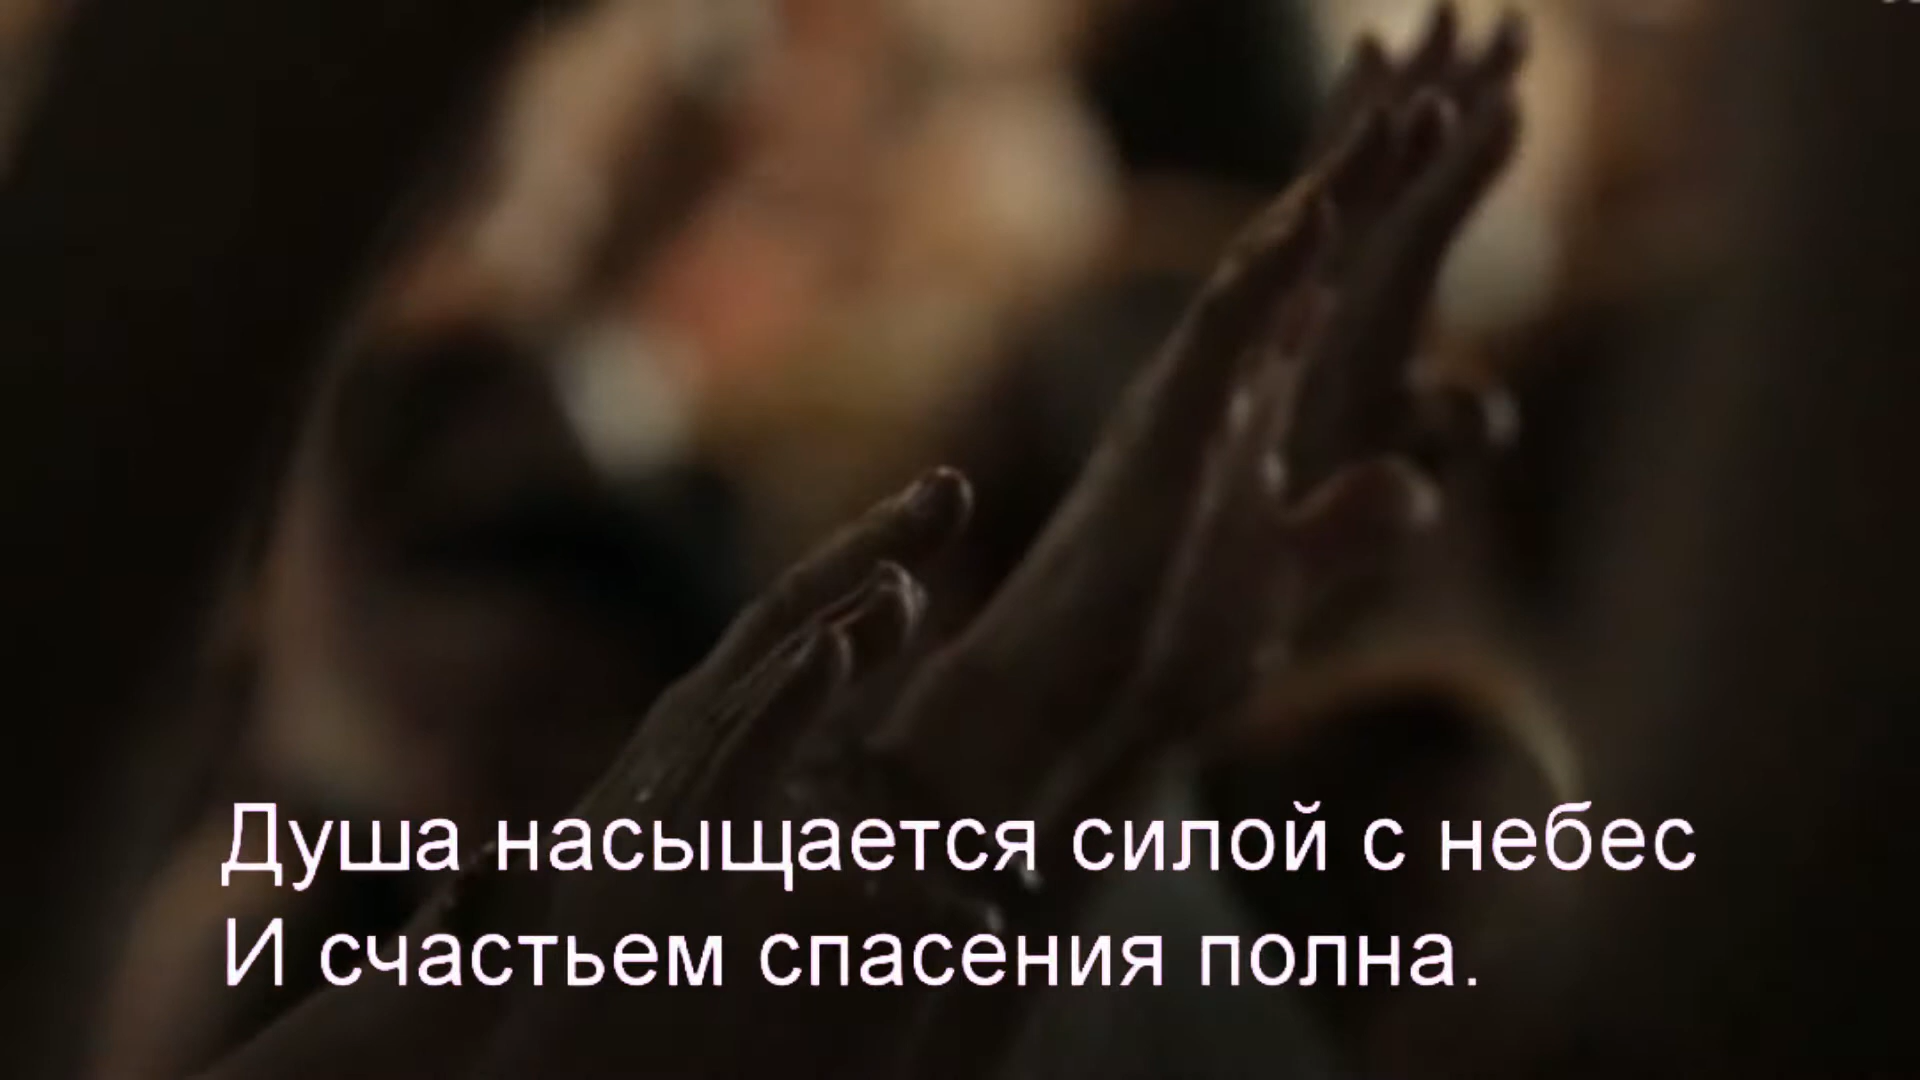 Душа насыщается силой с небес
И счастьем спасения полна.